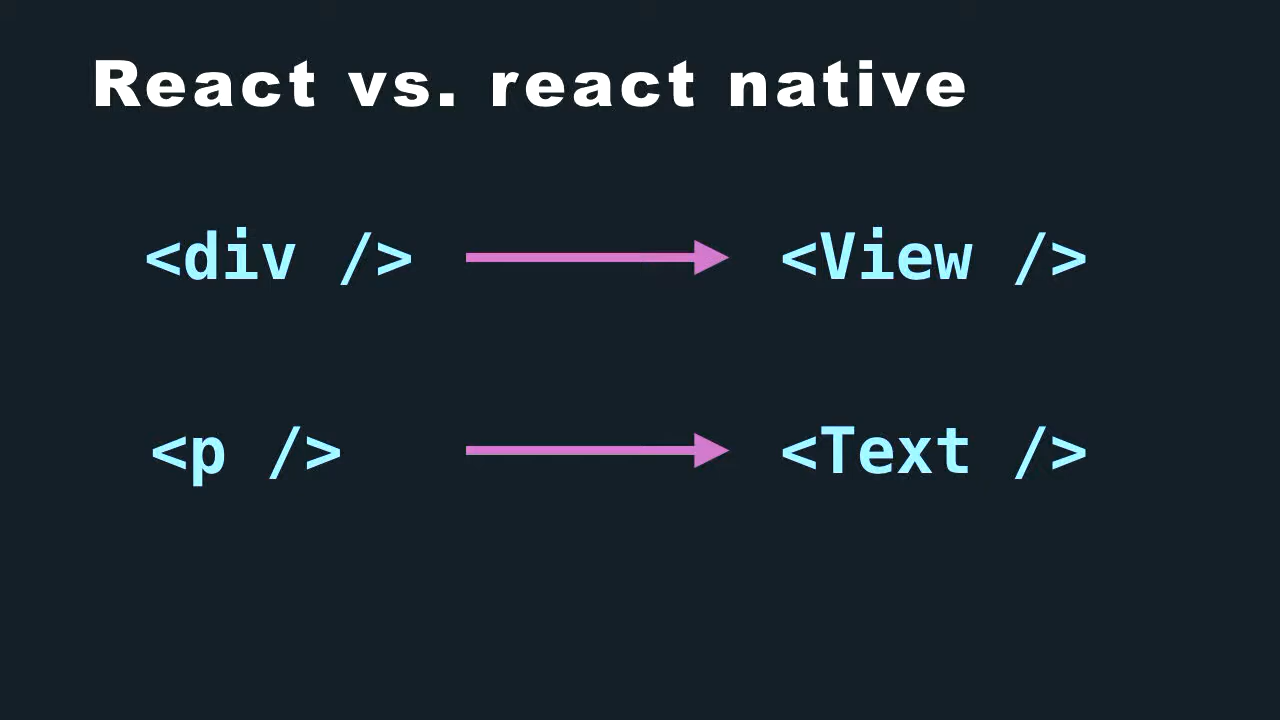 React vs. react native
<div /> <View />
<p /> <Text />